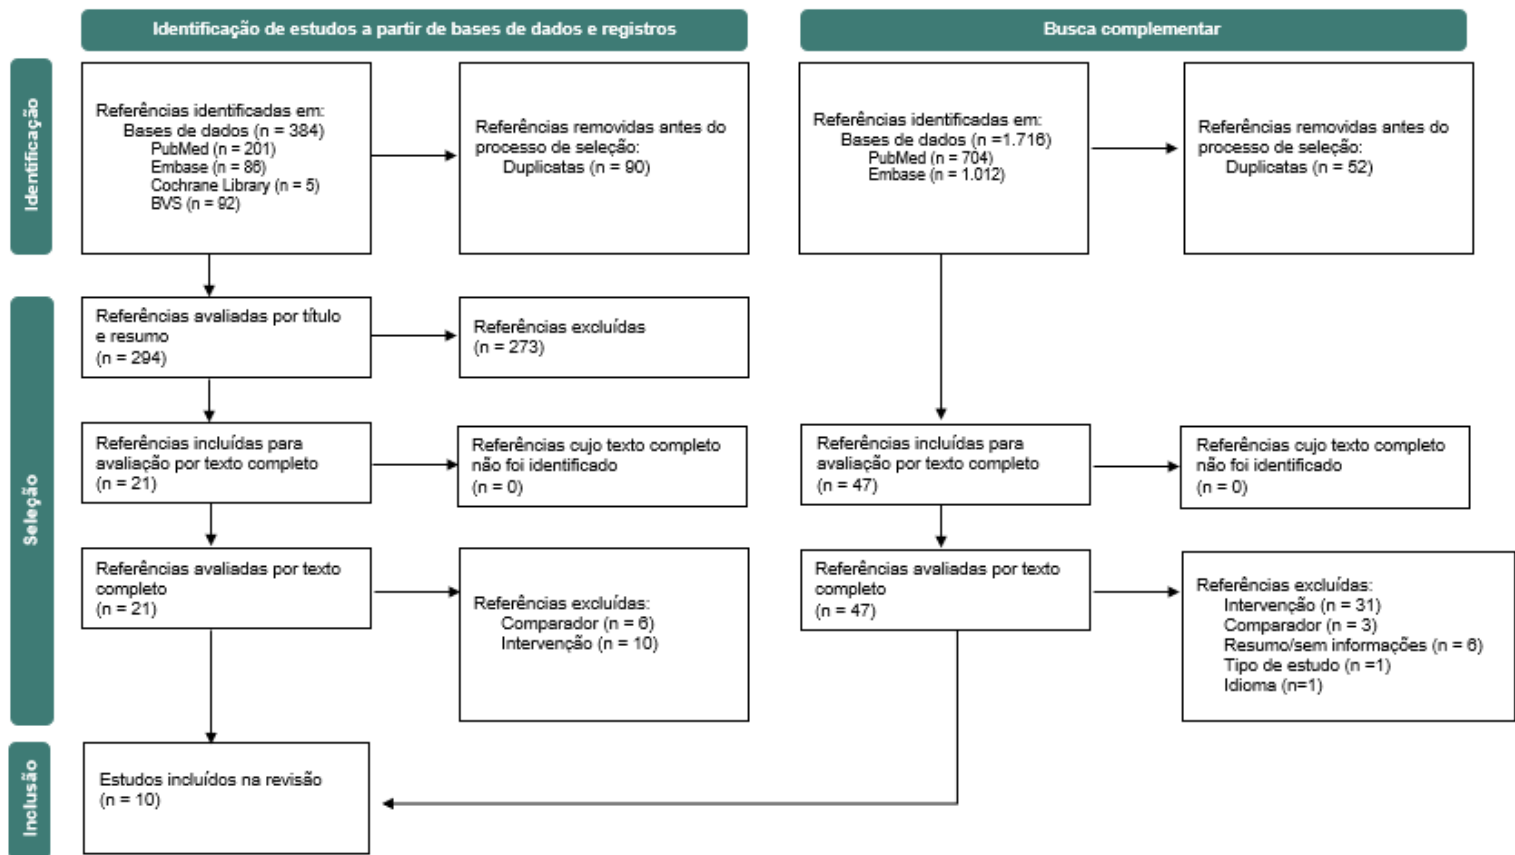 Identificação de estudos a partir de bases de dados e registros
Busca complementar
Identificação
Referências identificadas em:
Bases de dados (n = 384)
PubMed (n = 201)
Embase (n = 86)
Cochrane Library (n = 5)
BVS (n = 92)
Referências removidas antes do
processo de seleção:
Duplicatas (n = 90)
Referências identificadas em:
Bases de dados (n =1.716)
PubMed (n = 704)
Embase (n = 1.012)
Referências removidas antes do
processo de seleção:
Duplicatas (n = 52)
Seleção
Referências avaliadas por título
e resumo
(n = 294)
Referências excluídas
(n = 273)
Referências incluídas para
avaliação por texto completo
(n = 21)
Referências cujo texto completo
não foi identificado
(n = 0)
Referências incluídas para
avaliação por texto completo
(n = 47)
Referências cujo texto completo
não foi identificado
(n = 0)
Referências avaliadas por texto
completo
(n = 21)
Referências excluídas:
Comparador (n = 6)
Intervenção (n = 10)
Referências avaliadas por texto
completo
(n = 47)
Referências excluídas:
Intervenção (n = 31)
Comparador (n = 3)
Resumo/sem informações (n = 6)
Tipo de estudo (n =1)
Idioma (n=1)
Inclusão
Estudos incluídos na revisão
(n = 10)